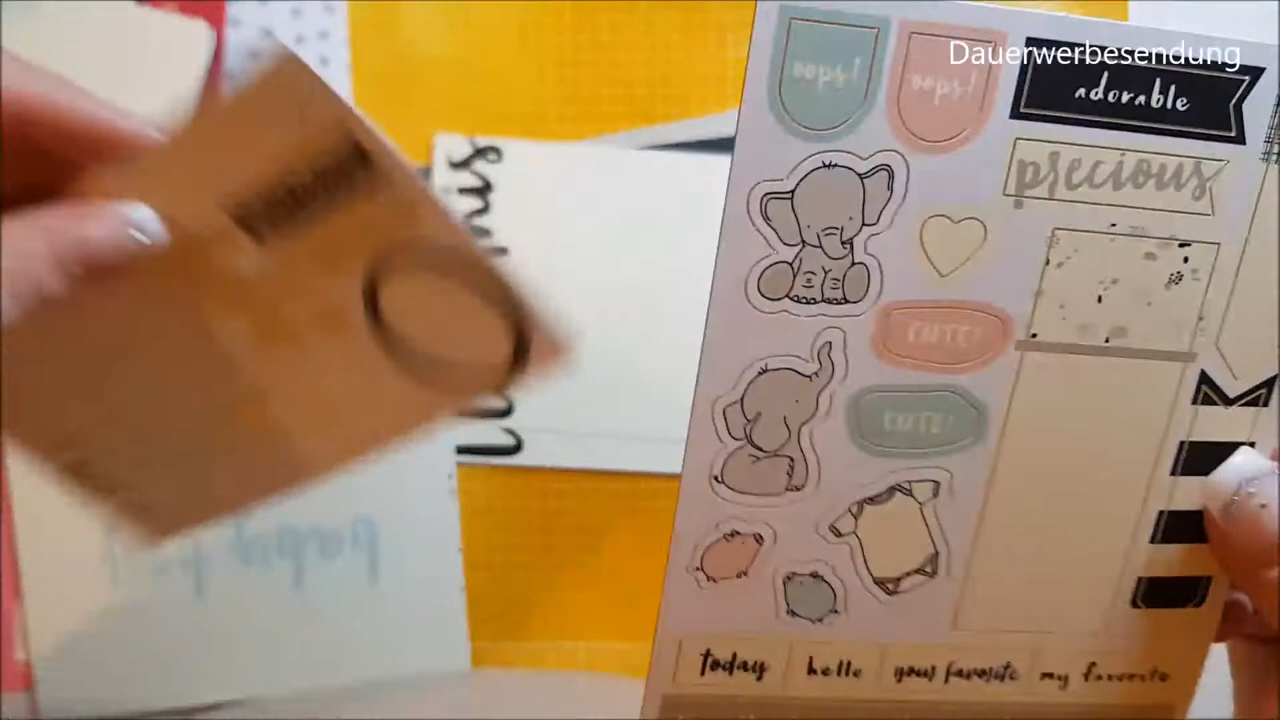 Dauerwerbesendung
oops!
oops!
adorable
precious
CUTE!
CUTE!
today
hello
your favorite
my favorite